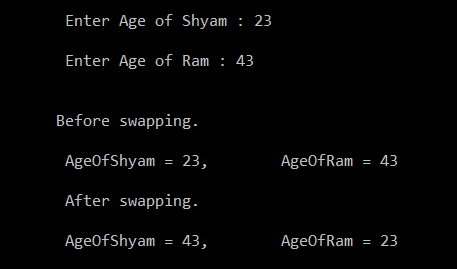 Enter Age of Shyam : 23
Enter Age of Ram : 43
Before swapping.
AgeOfShyam = 23, AgeOfRam = 43
After swapping.
AgeOfShyam = 43, AgeOfRam = 23